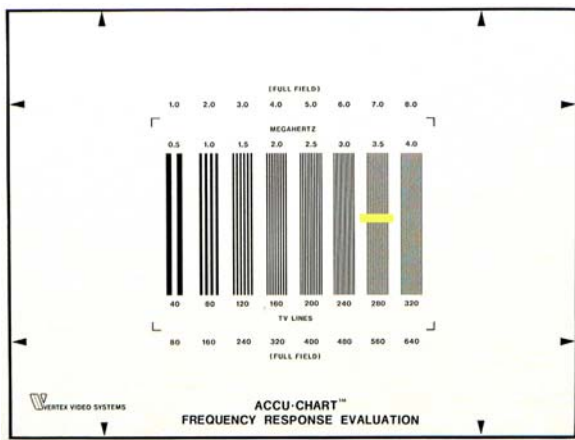 [FULL FIELD]
1.0 2.0 3.0 4.0 5.0 6.0 7.0 8.0
MEGAHERTZ
0.5 1.0 1.5 2.0 2.5 3.0 3.5 4.0
40 80 120 160 200 240 280 320
TV LINES
80 160 240 320 400 480 560 640
[FULL FIELD]
VERTEX VIDEO SYSTEMS
ACCU·CHART™
FREQUENCY RESPONSE EVALUATION